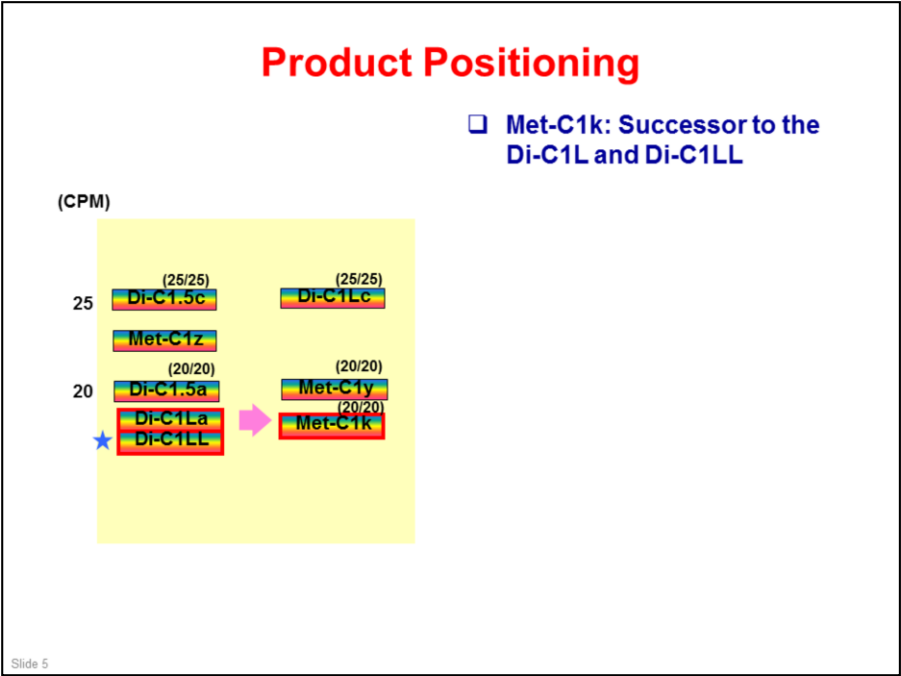 Product Positioning
❑ Met-C1k: Successor to the
Di-C1L and Di-C1LL
(CPM)
(25/25)
(25/25)
25
Di-C1.5c
Di-C1Lc
Met-C1z
(20/20)
(20/20)
20
Di-C1.5a
Met-C1y
(20/20)
Di-C1La
Met-C1k
Di-C1LL
Slide 5